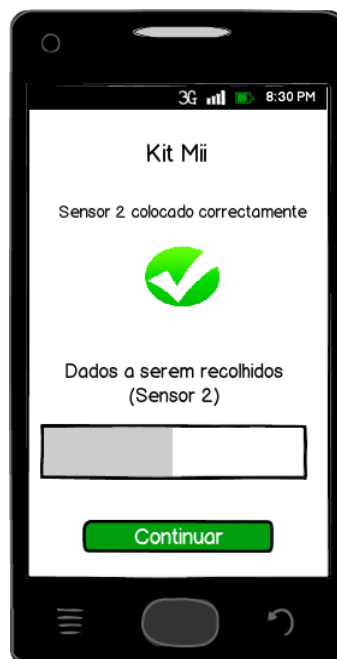 3G 8:30 PM
Kit Mii
Sensor 2 colocado correctamente
Dados a serem recolhidos
(Sensor 2)
Continuar